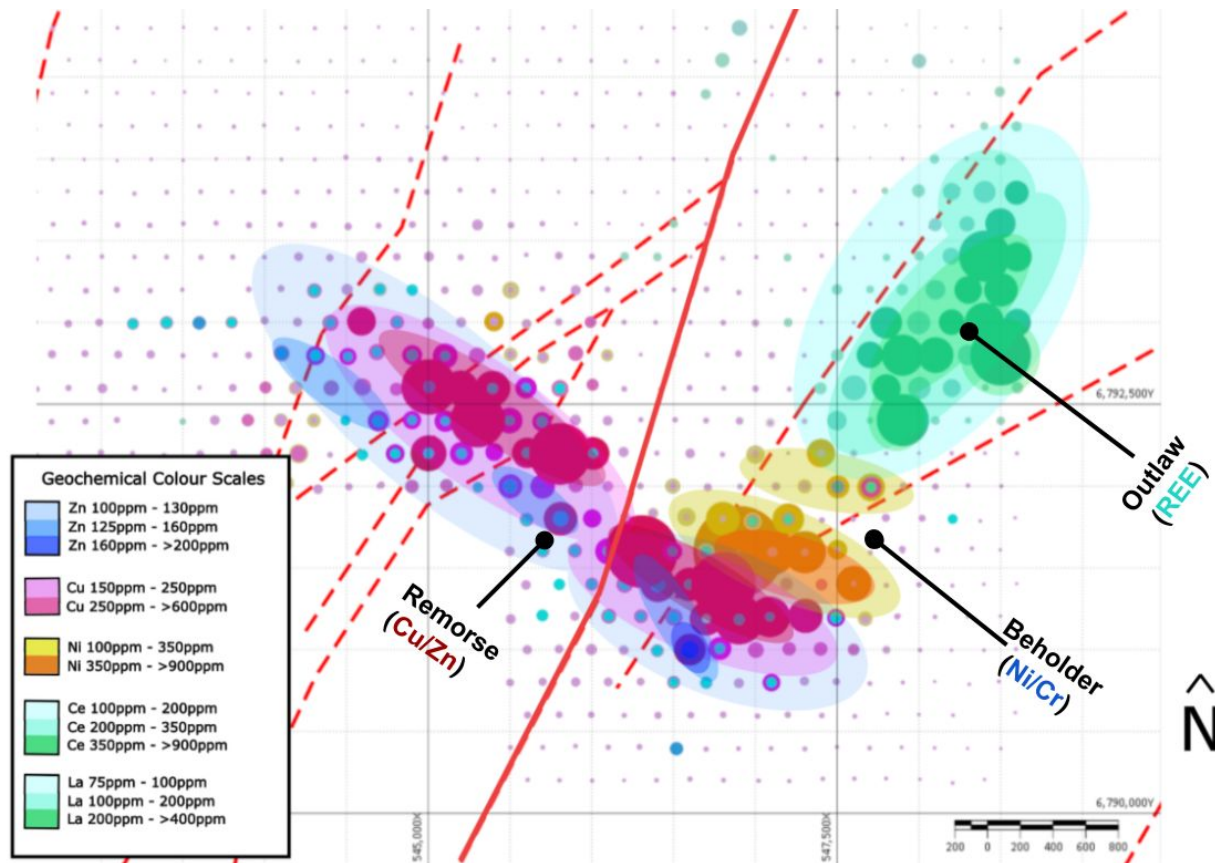 Geochemical Colour Scales
Zn 100ppm - 130ppm
Zn 125ppm - 160ppm
Zn 160ppm - >200ppm
Cu 150ppm - 250ppm
Cu 250ppm - >600ppm
Ni 100ppm - 350ppm
Ni 350ppm - >900ppm
Ce 100ppm - 200ppm
Ce 200ppm - 350ppm
Ce 350ppm - >900ppm
La 75ppm - 100ppm
La 100ppm - 200ppm
La 200ppm - >400ppm
Remorse
(Cu/Zn)
Outlaw
(REE)
Beholder
(Ni/Cr)
6,792,500Y
6,790,000Y
545,000X
547,500X
^
N
200 0 200 400 600 800